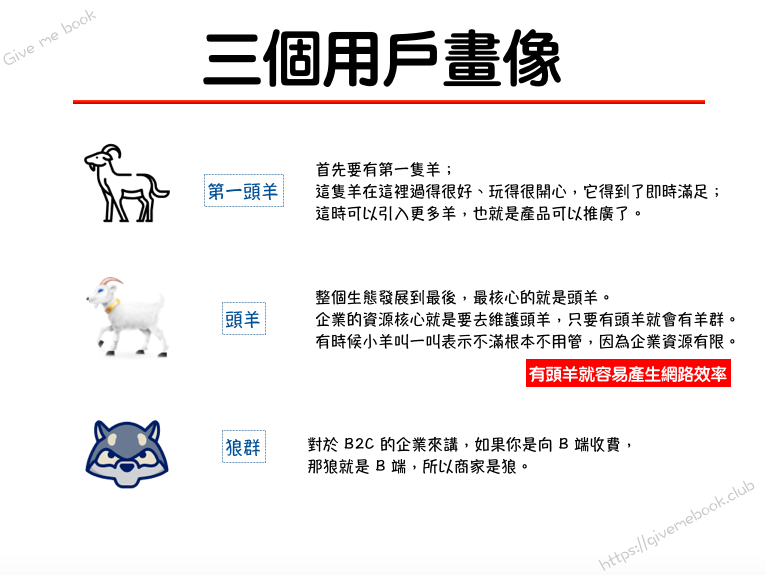 Give me book
三個用戶畫像
第一頭羊
首先要有第一隻羊；
這隻羊在這裡過得很好、玩得很開心，它得到了即時滿足；
這時可以引入更多羊，也就是產品可以推廣了。
頭羊
整個生態發展到最後，最核心的就是頭羊。
企業的資源核心就是要去維護頭羊，只要有頭羊就會有羊群。
有時候小羊叫一叫表示不滿根本不用管，因為企業資源有限。
有頭羊就容易產生網路效率
狼群
對於 B2C 的企業來講，如果你是向 B 端收費，
那狼就是 B 端，所以商家是狼。
https://givemebook.club